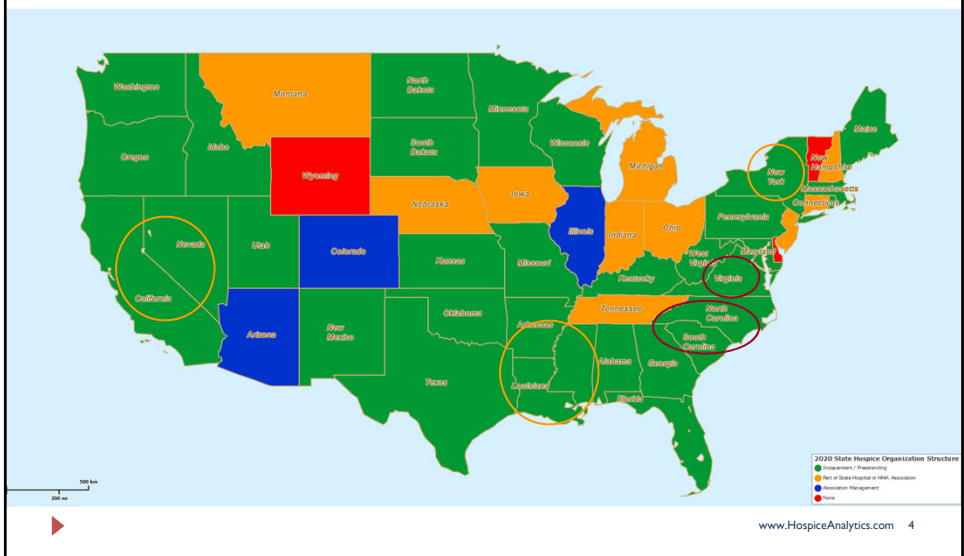 Washington
Montana
North
Dakota
Minnesota
Maine
Oregon
Idaho
South
Dakota
Wisconsin
Michigan
New
Hampshire
New
York
Massachusetts
Connecticut
Wyoming
Iowa
Nebraska
Pennsylvania
Nevada
Utah
Colorado
Illinois
Indiana
Ohio
Maryland
West
Virginia
Virginia
Kansas
Missouri
Kentucky
California
Arizona
New
Mexico
Oklahoma
Arkansas
Tennessee
North
Carolina
South
Carolina
Texas
Louisiana
Alabama
Georgia
Florida
2020 State Hospice Organization Structure
Independent / Freestanding
Part of State Hospital or HHA Association
Association Management
None
500 km
200 mi
www.HospiceAnalytics.com 4